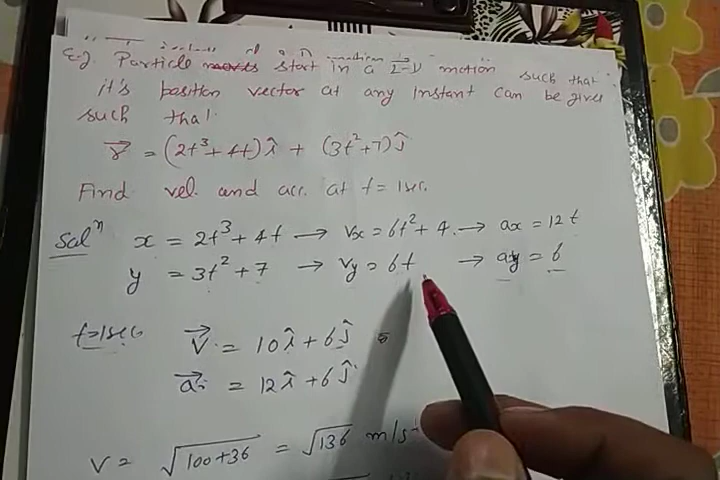 e.g. Particle moves start in a 2-D motion such that
it's position vector at any instant can be given
such that.
r⃗ = (2t³+4t)î + (3t²+7)ĵ
Find vel. and acc. at t = 1sec.
Solⁿ x = 2t³+4t → vx = 6t²+4. → ax = 12t
y = 3t²+7 → vy = 6t → ay = 6
t=1sec v⃗ = 10î+6ĵ
a⃗ = 12î+6ĵ
v = √100+36 = √136 m/s